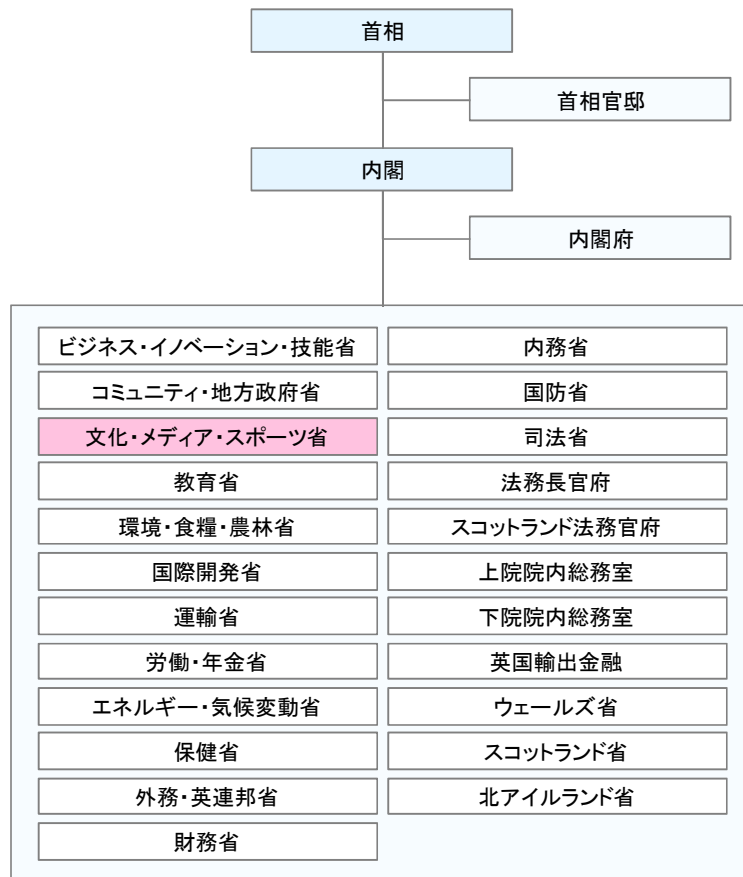 首相
首相官邸
内閣
内閣府
ビジネス・イノベーション・技能省
コミュニティ・地方政府省
文化・メディア・スポーツ省
教育省
環境・食糧・農林省
国際開発省
運輸省
労働・年金省
エネルギー・気候変動省
保健省
外務・英連邦省
財務省
内務省
国防省
司法省
法務長官府
スコットランド法務官府
上院院内総務室
下院院内総務室
英国輸出金融
ウェールズ省
スコットランド省
北アイルランド省